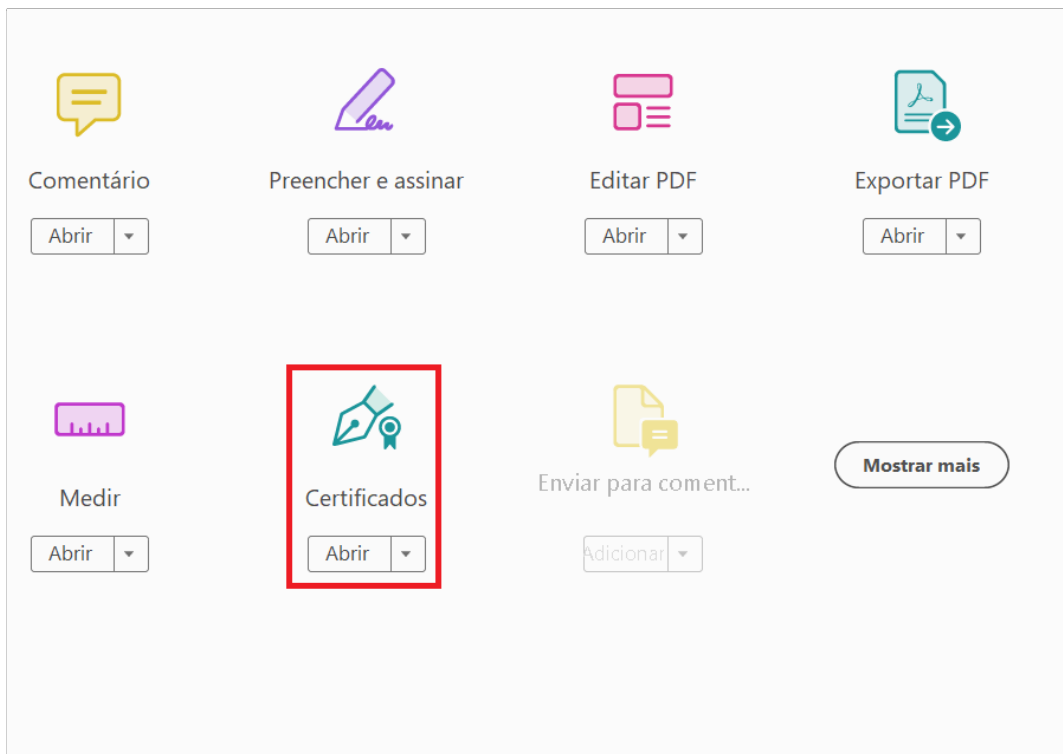 Comentário
Preencher e assinar
Editar PDF
Exportar PDF
Abrir
Abrir
Abrir
Abrir
Medir
Certificados
Enviar para coment...
Mostrar mais
Abrir
Abrir
Adicionar